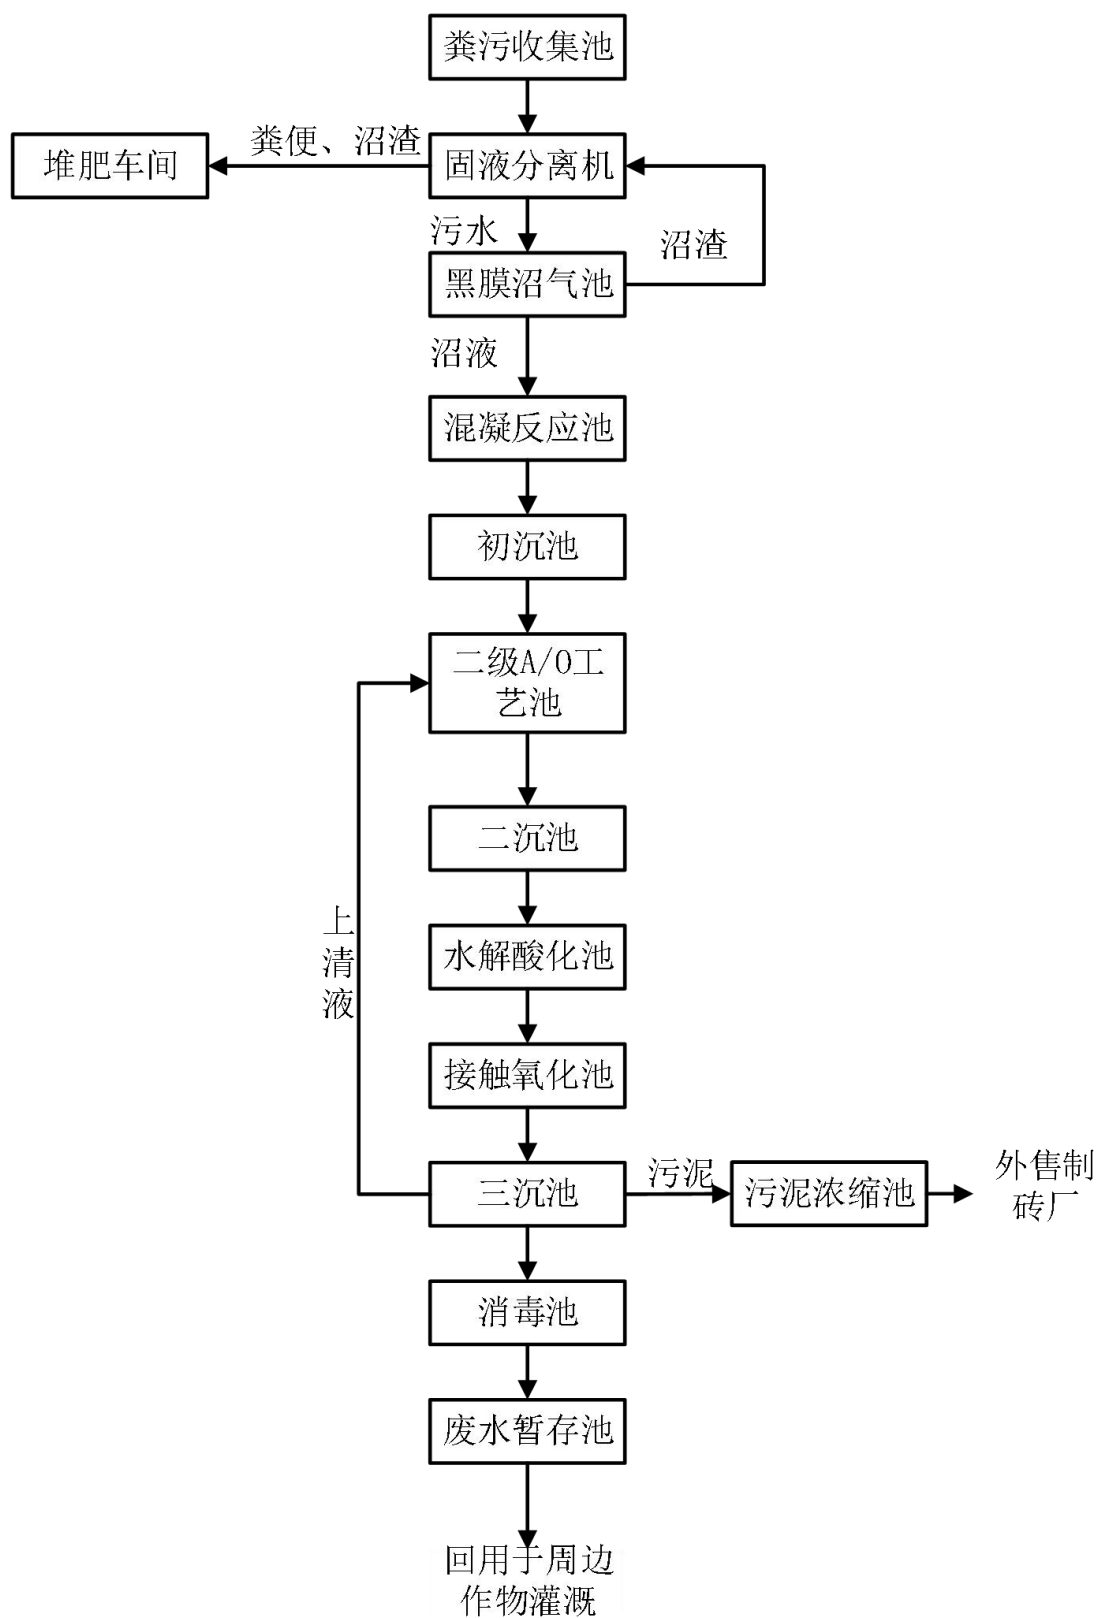 粪污收集池
粪便、沼渣
堆肥车间
固液分离机
污水
沼渣
黑膜沼气池
沼液
混凝反应池
初沉池
二级A/O工
艺池
二沉池
上
清
液
水解酸化池
接触氧化池
三沉池
污泥
污泥浓缩池
外售制
砖厂
消毒池
废水暂存池
回用于周边
作物灌溉